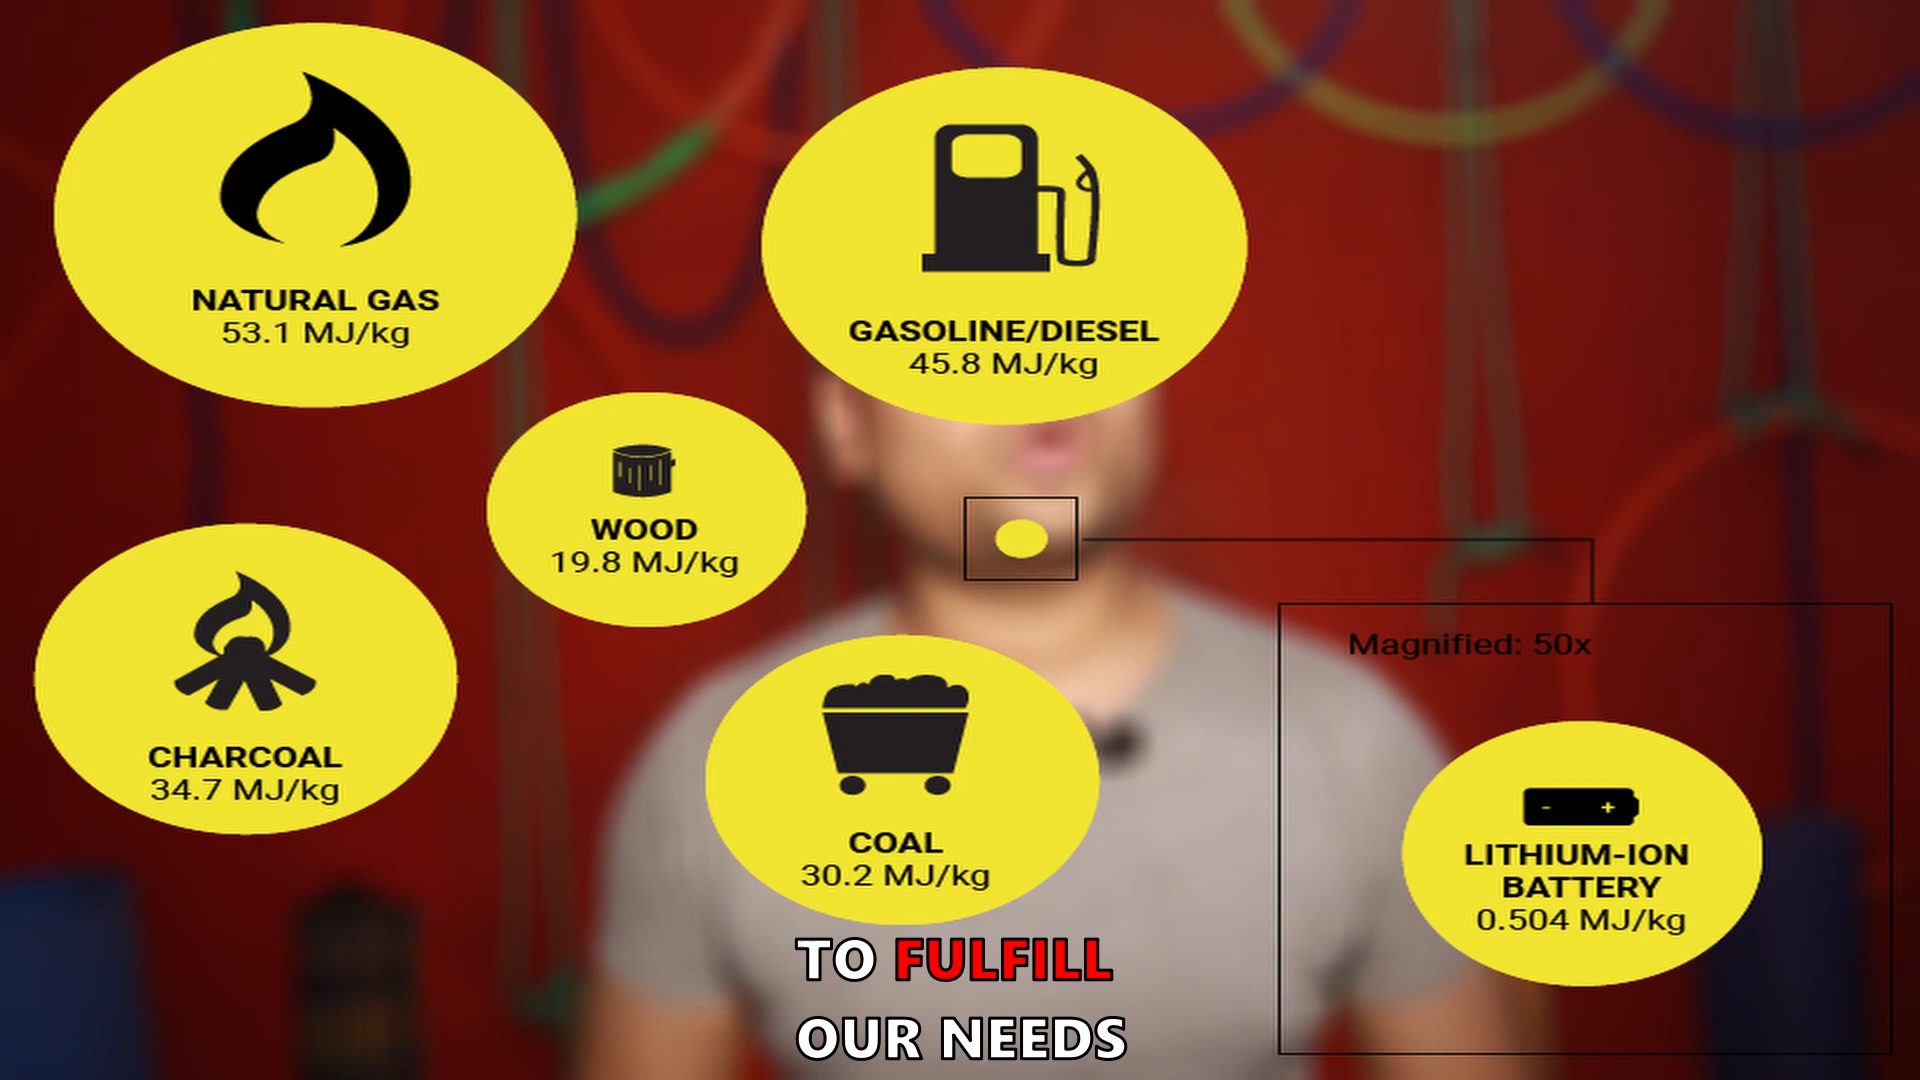 NATURAL GAS
53.1 MJ/kg
GASOLINE/DIESEL
45.8 MJ/kg
WOOD
19.8 MJ/kg
CHARCOAL
34.7 MJ/kg
COAL
30.2 MJ/kg
Magnified: 50x
- +
LITHIUM-ION
BATTERY
0.504 MJ/kg
TO FULFILL
OUR NEEDS